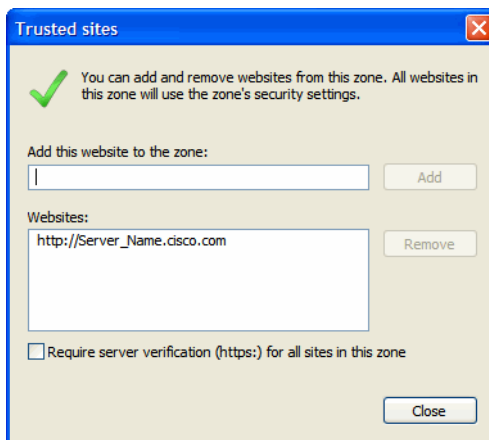 Trusted sites
You can add and remove websites from this zone. All websites in
this zone will use the zone's security settings.
Add this website to the zone:
Add
Websites:
http://Server_Name.cisco.com
Remove
Require server verification (https:) for all sites in this zone
Close